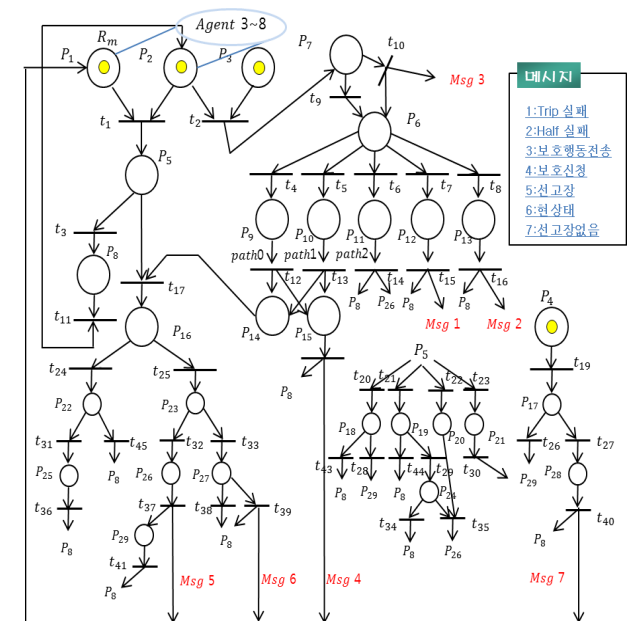 Agent 3~8
R_m
P_1
P_2
P_3
P_7
t_10
Msg 3
메시지
1:Trip 실패
2:Half 실패
3:보호행동전송
4:보호신청
5:선고장
6:현상태
7:선고장없음
t_1
t_2
t_9
P_6
P_5
t_4
t_5
t_6
t_7
t_8
t_3
P_8
P_9
P_10
P_11
P_12
P_13
path0
path1
path2
t_17
t_12
t_13
t_14
t_15
t_16
P_8
P_26
P_8
P_8
P_4
t_11
P_16
P_14
P_15
Msg 1
Msg 2
t_24
t_25
P_8
P_5
t_19
t_20
t_21
t_22
t_23
P_22
P_23
P_17
P_18
P_19
P_20
P_21
t_31
t_45
t_32
t_33
t_26
t_27
P_25
P_8
P_26
P_27
t_43
t_28
t_44
t_29
t_30
P_29
P_28
P_8
P_29
P_8
P_24
t_36
t_37
t_38
t_39
t_34
t_35
t_40
P_8
P_29
P_8
P_8
P_26
P_8
t_41
P_8
Msg 5
Msg 6
Msg 4
Msg 7